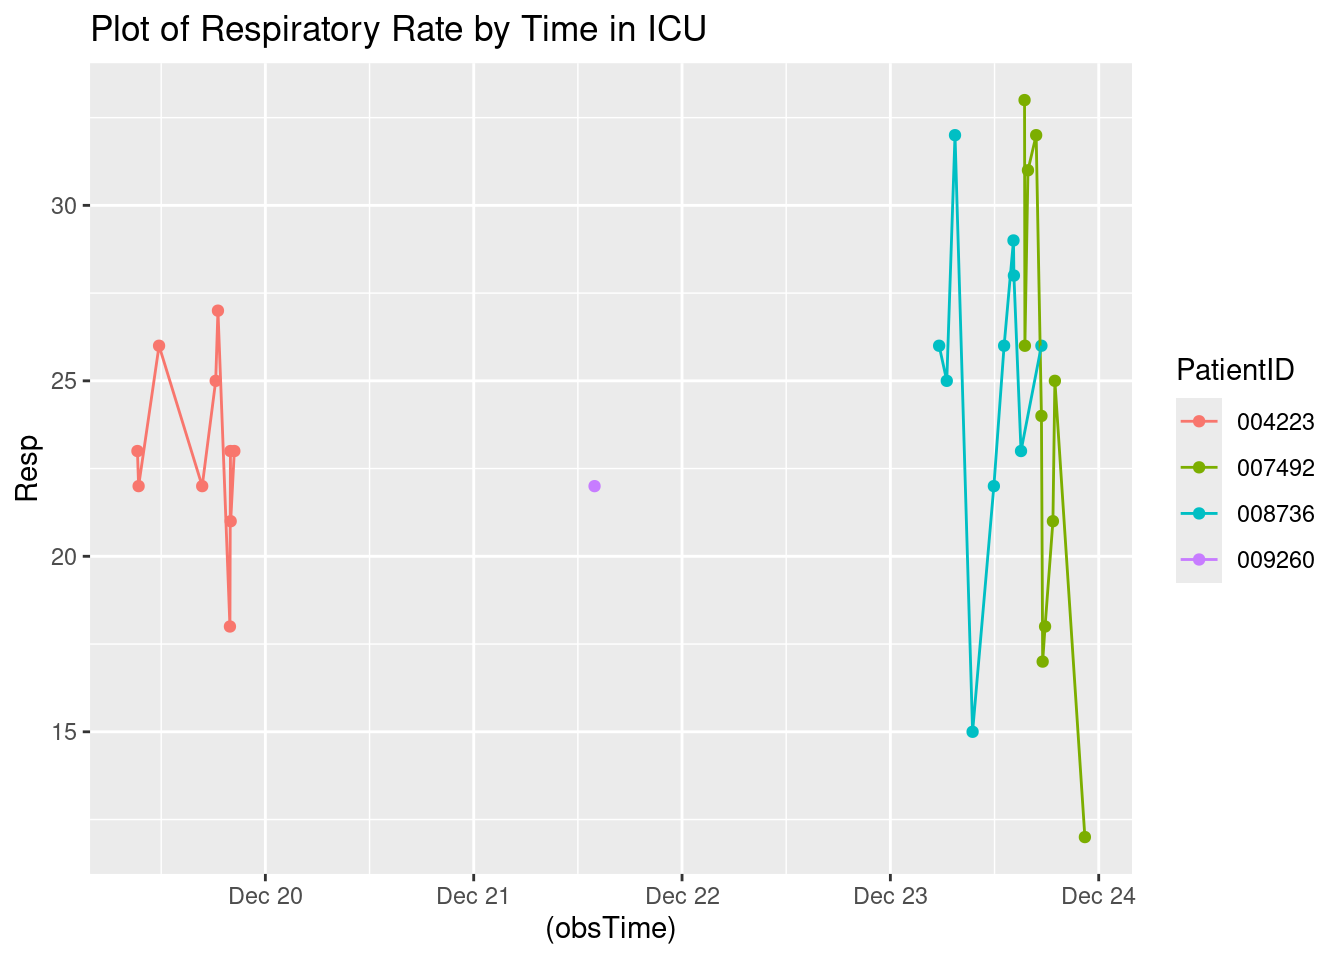 Plot of Respiratory Rate by Time in ICU
30
25
20
15
Resp
Dec 20
Dec 21
Dec 22
Dec 23
Dec 24
(obsTime)
PatientID
004223
007492
008736
009260